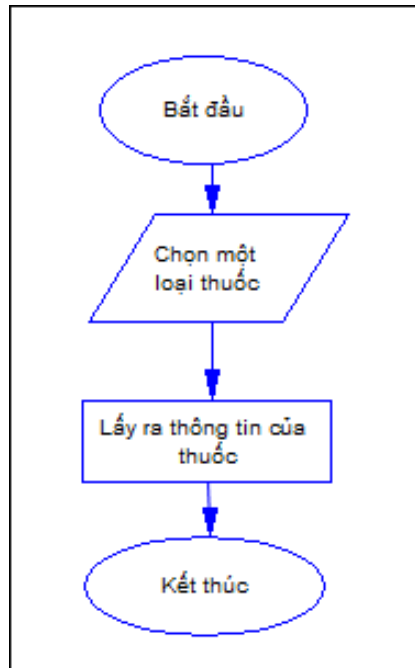 Bắt đầu
Chọn một
loại thuốc
Lấy ra thông tin của
thuốc
Kết thúc